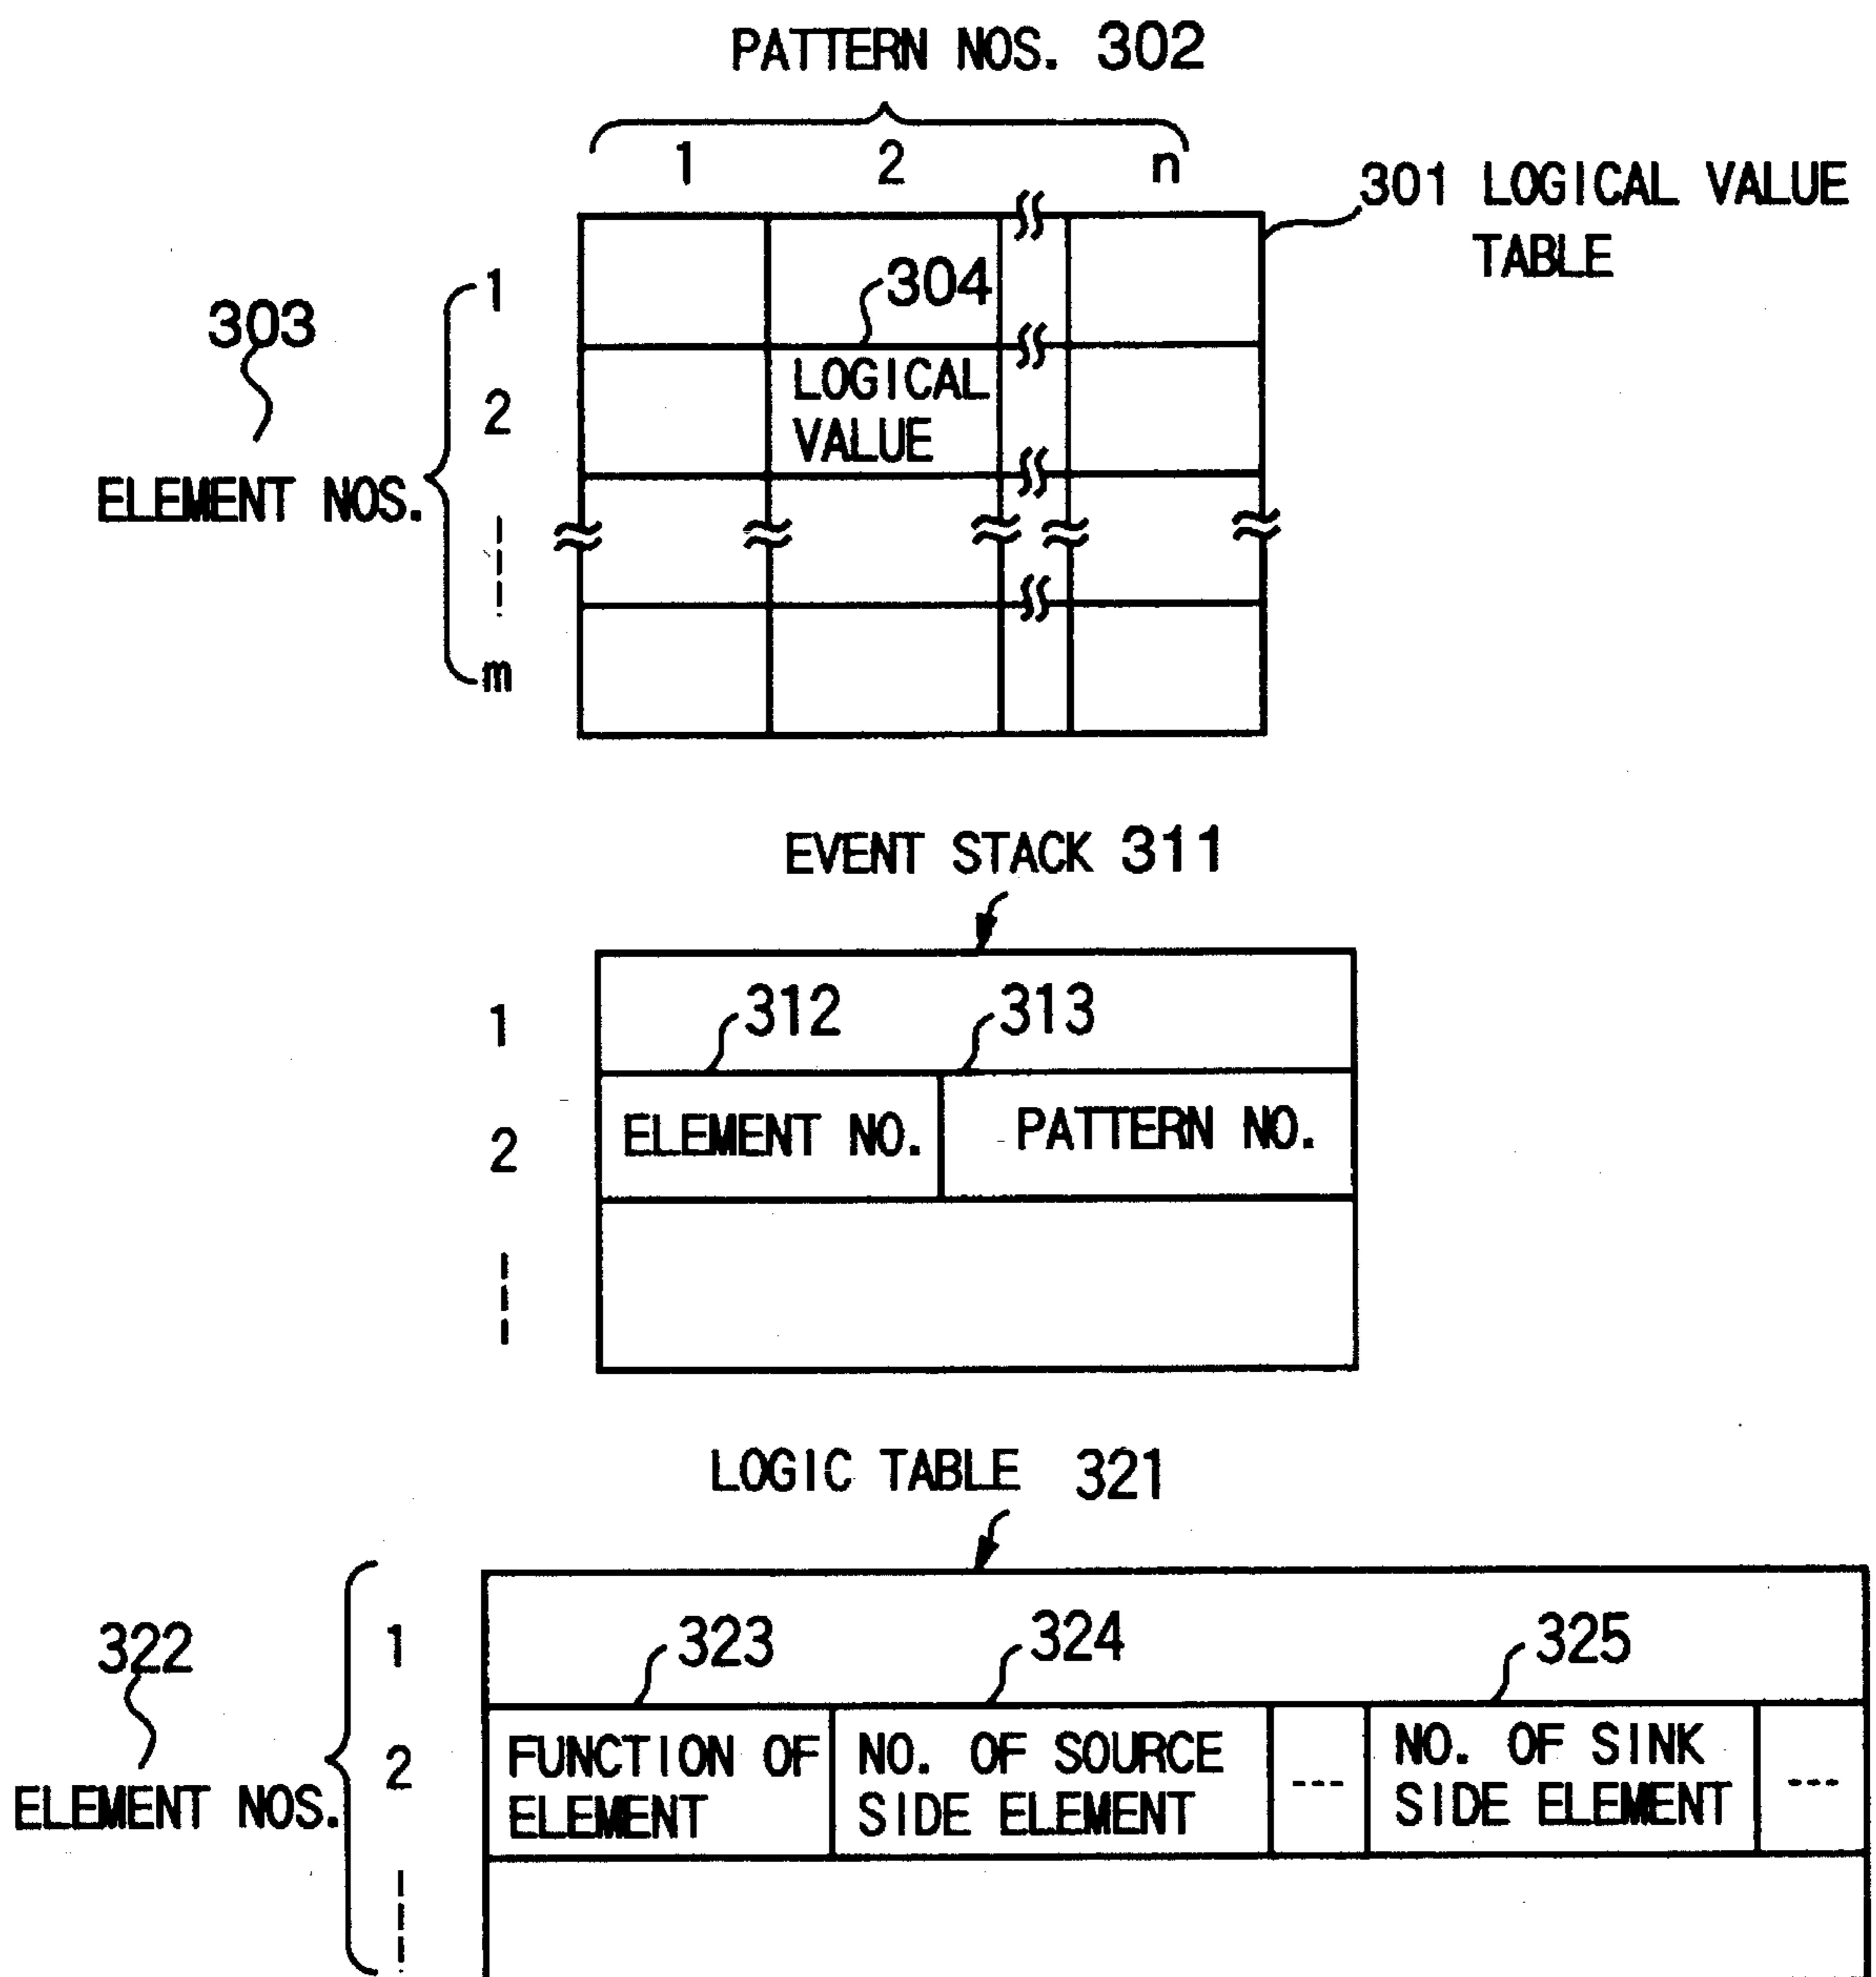 PATTERN NOS. 302
1 2 n
301 LOGICAL VALUE
TABLE
303
ELEMENT NOS.
1
304
2
LOGICAL
VALUE
m
EVENT STACK 311
1
312 313
2
ELEMENT NO. PATTERN NO.
LOGIC TABLE 321
322
ELEMENT NOS.
1
323 324 325
2
FUNCTION OF
ELEMENT
NO. OF SOURCE
SIDE ELEMENT
---
NO. OF SINK
SIDE ELEMENT
---